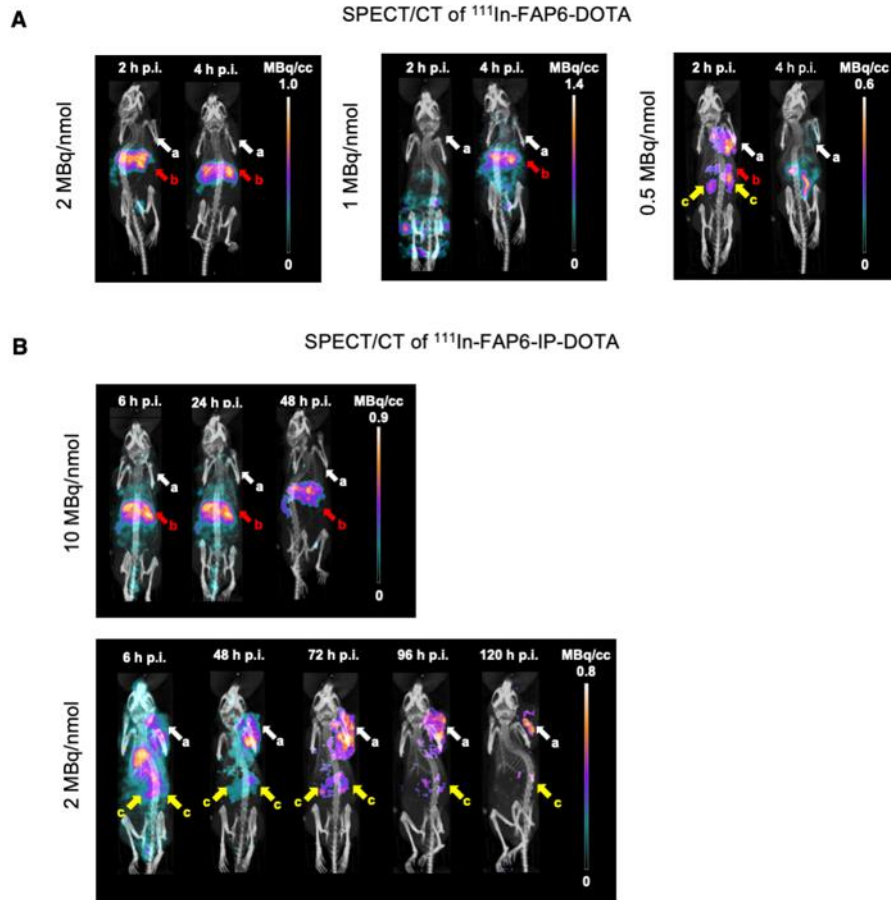 A
SPECT/CT of ¹¹¹In-FAP6-DOTA
2 MBq/nmol
2 h p.i. 4 h p.i. MBq/cc
1.0
a a
b b
0
1 MBq/nmol
2 h p.i. 4 h p.i. MBq/cc
1.4
a a
b
0
0.5 MBq/nmol
2 h p.i. 4 h p.i. MBq/cc
0.6
a a
b
c c
0
B
SPECT/CT of ¹¹¹In-FAP6-IP-DOTA
10 MBq/nmol
6 h p.i. 24 h p.i. 48 h p.i. MBq/cc
0.9
a a a
b b b
0
2 MBq/nmol
6 h p.i. 48 h p.i. 72 h p.i. 96 h p.i. 120 h p.i. MBq/cc
0.8
a a a a a
c c c c c c c c
0